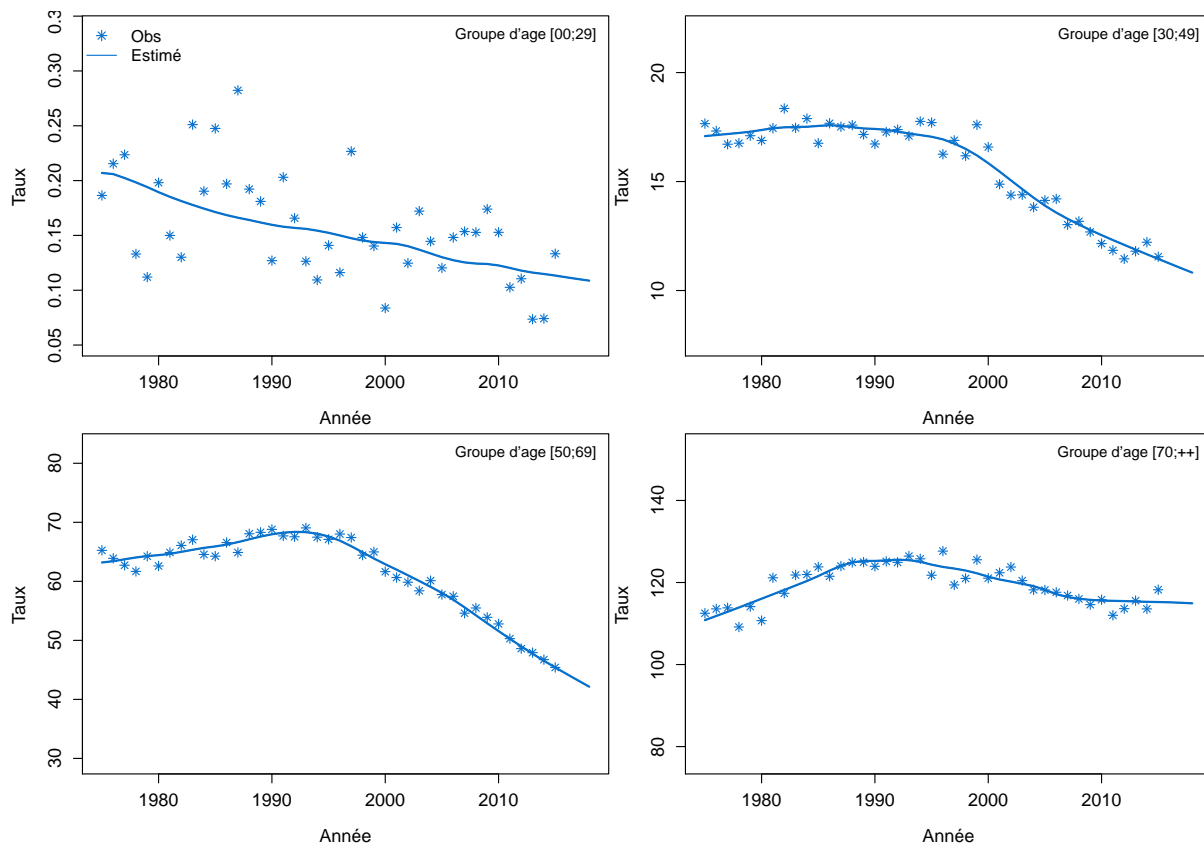 Obs
Estimé
Groupe d'age [00;29]
0.3
0.30
0.25
0.20
0.15
0.10
0.05
Taux
1980 1990 2000 2010
Année
Groupe d'age [30;49]
20
15
10
Taux
1980 1990 2000 2010
Année
Groupe d'age [50;69]
80
70
60
50
40
30
Taux
1980 1990 2000 2010
Année
Groupe d'age [70;++]
140
120
100
80
Taux
1980 1990 2000 2010
Année